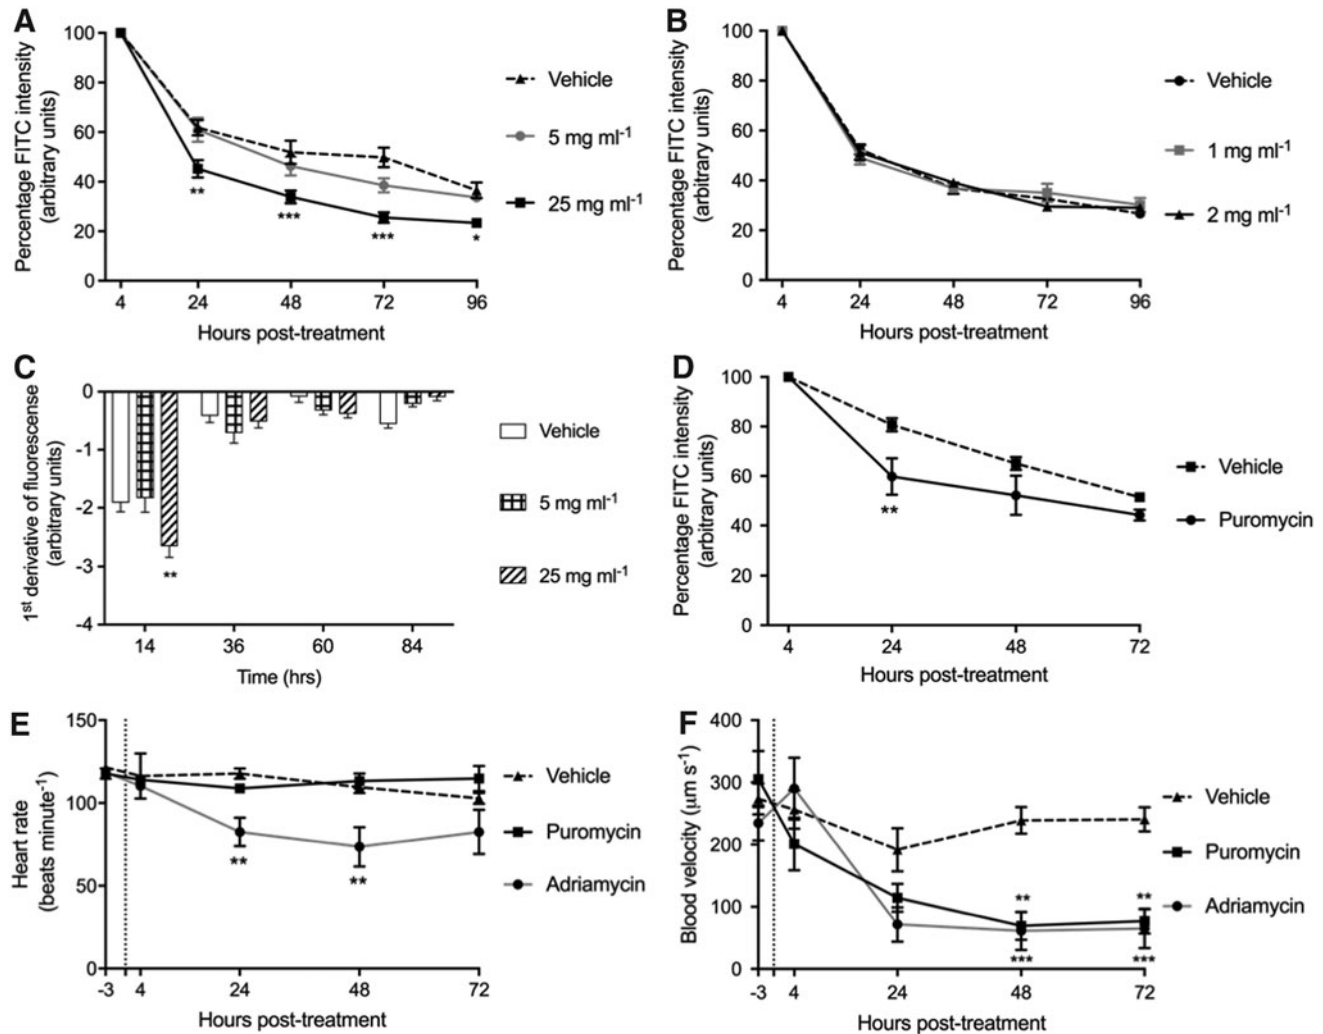 A
Percentage FITC intensity
(arbitrary units)
100
80
60
40
20
0
**
***
***
*
4 24 48 72 96
Hours post-treatment
Vehicle
5 mg ml-1
25 mg ml-1
B
Percentage FITC intensity
(arbitrary units)
100
80
60
40
20
0
4 24 48 72 96
Hours post-treatment
Vehicle
1 mg ml-1
2 mg ml-1
C
1st derivative of fluorescense
(arbitrary units)
0
-1
-2
-3
-4
**
14 36 60 84
Time (hrs)
Vehicle
5 mg ml-1
25 mg ml-1
D
Percentage FITC intensity
(arbitrary units)
100
80
60
40
20
0
**
4 24 48 72
Hours post-treatment
Vehicle
Puromycin
E
Heart rate
(beats minute-1)
150
100
50
0
**
**
-3 4 24 48 72
Hours post-treatment
Vehicle
Puromycin
Adriamycin
F
Blood velocity (μm s-1)
400
300
200
100
0
** **
*** ***
-3 4 24 48 72
Hours post-treatment
Vehicle
Puromycin
Adriamycin